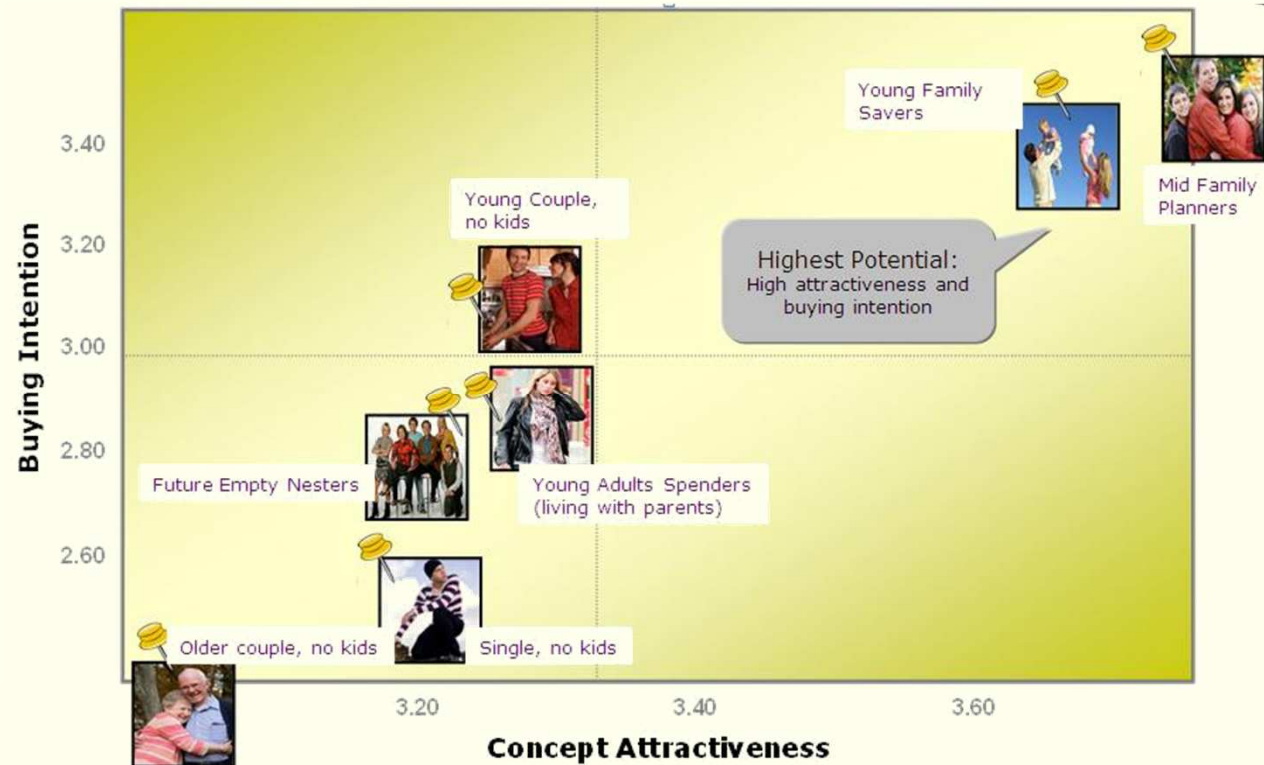 Buying Intention
3.40
3.20
3.00
2.80
2.60
Young Family
Savers
Mid Family
Planners
Young Couple,
no kids
Highest Potential:
High attractiveness and
buying intention
Future Empty Nesters
Young Adults Spenders
(living with parents)
Older couple, no kids
Single, no kids
3.20
3.40
3.60
Concept Attractiveness